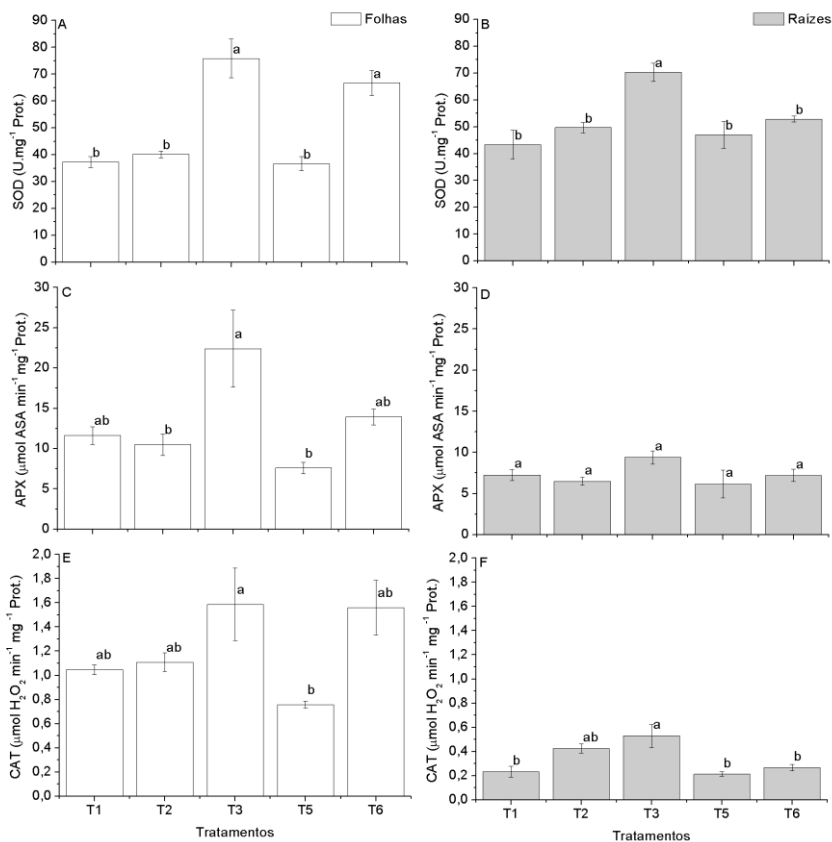 A
Folhas
SOD (U.mg⁻¹ Prot.)
90
80
70
60
50
40
30
20
10
0
b
b
a
b
a
B
Raízes
SOD (U.mg⁻¹ Prot.)
90
80
70
60
50
40
30
20
10
0
b
b
a
b
b
C
APX (µmol ASA min⁻¹ mg⁻¹ Prot.)
30
25
20
15
10
5
0
ab
b
a
b
ab
D
APX (µmol ASA min⁻¹ mg⁻¹ Prot.)
30
25
20
15
10
5
0
a
a
a
a
a
E
CAT (µmol H₂O₂ min⁻¹ mg⁻¹ Prot.)
2,0
1,8
1,6
1,4
1,2
1,0
0,8
0,6
0,4
0,2
0,0
ab
ab
a
b
ab
T1 T2 T3 T5 T6
Tratamentos
F
CAT (µmol H₂O₂ min⁻¹ mg⁻¹ Prot.)
2,0
1,8
1,6
1,4
1,2
1,0
0,8
0,6
0,4
0,2
0,0
b
ab
a
b
b
T1 T2 T3 T5 T6
Tratamentos